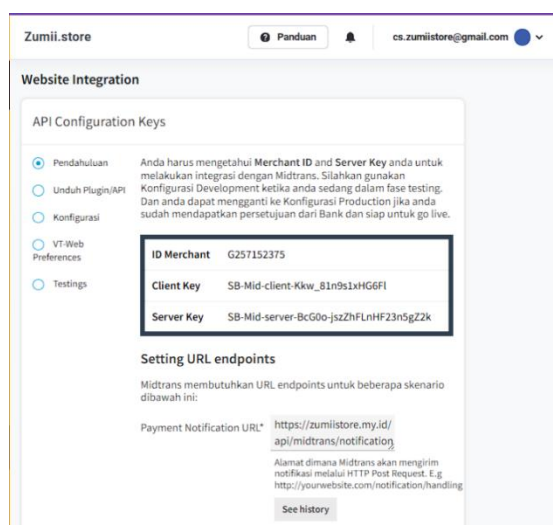 Zumii.store
Panduan
cs.zumiistore@gmail.com
Website Integration
API Configuration Keys
Pendahuluan
Unduh Plugin/API
Konfigurasi
VT-Web
Preferences
Testings
Anda harus mengetahui Merchant ID and Server Key anda untuk
melakukan integrasi dengan Midtrans. Silahkan gunakan
Konfigurasi Development ketika anda sedang dalam fase testing.
Dan anda dapat mengganti ke Konfigurasi Production jika anda
sudah mendapatkan persetujuan dari Bank dan siap untuk go live.
ID Merchant G257152375
Client Key SB-Mid-client-Kkw_81n9s1xHG6Fl
Server Key SB-Mid-server-BcG0o-jszZhFLnHF23n5gZ2k
Setting URL endpoints
Midtrans membutuhkan URL endpoints untuk beberapa skenario
dibawah ini:
Payment Notification URL*
https://zumiistore.my.id/
api/midtrans/notification
Alamat dimana Midtrans akan mengirim
notifikasi melalui HTTP Post Request. E.g
http://yourwebsite.com/notification/handling
See history